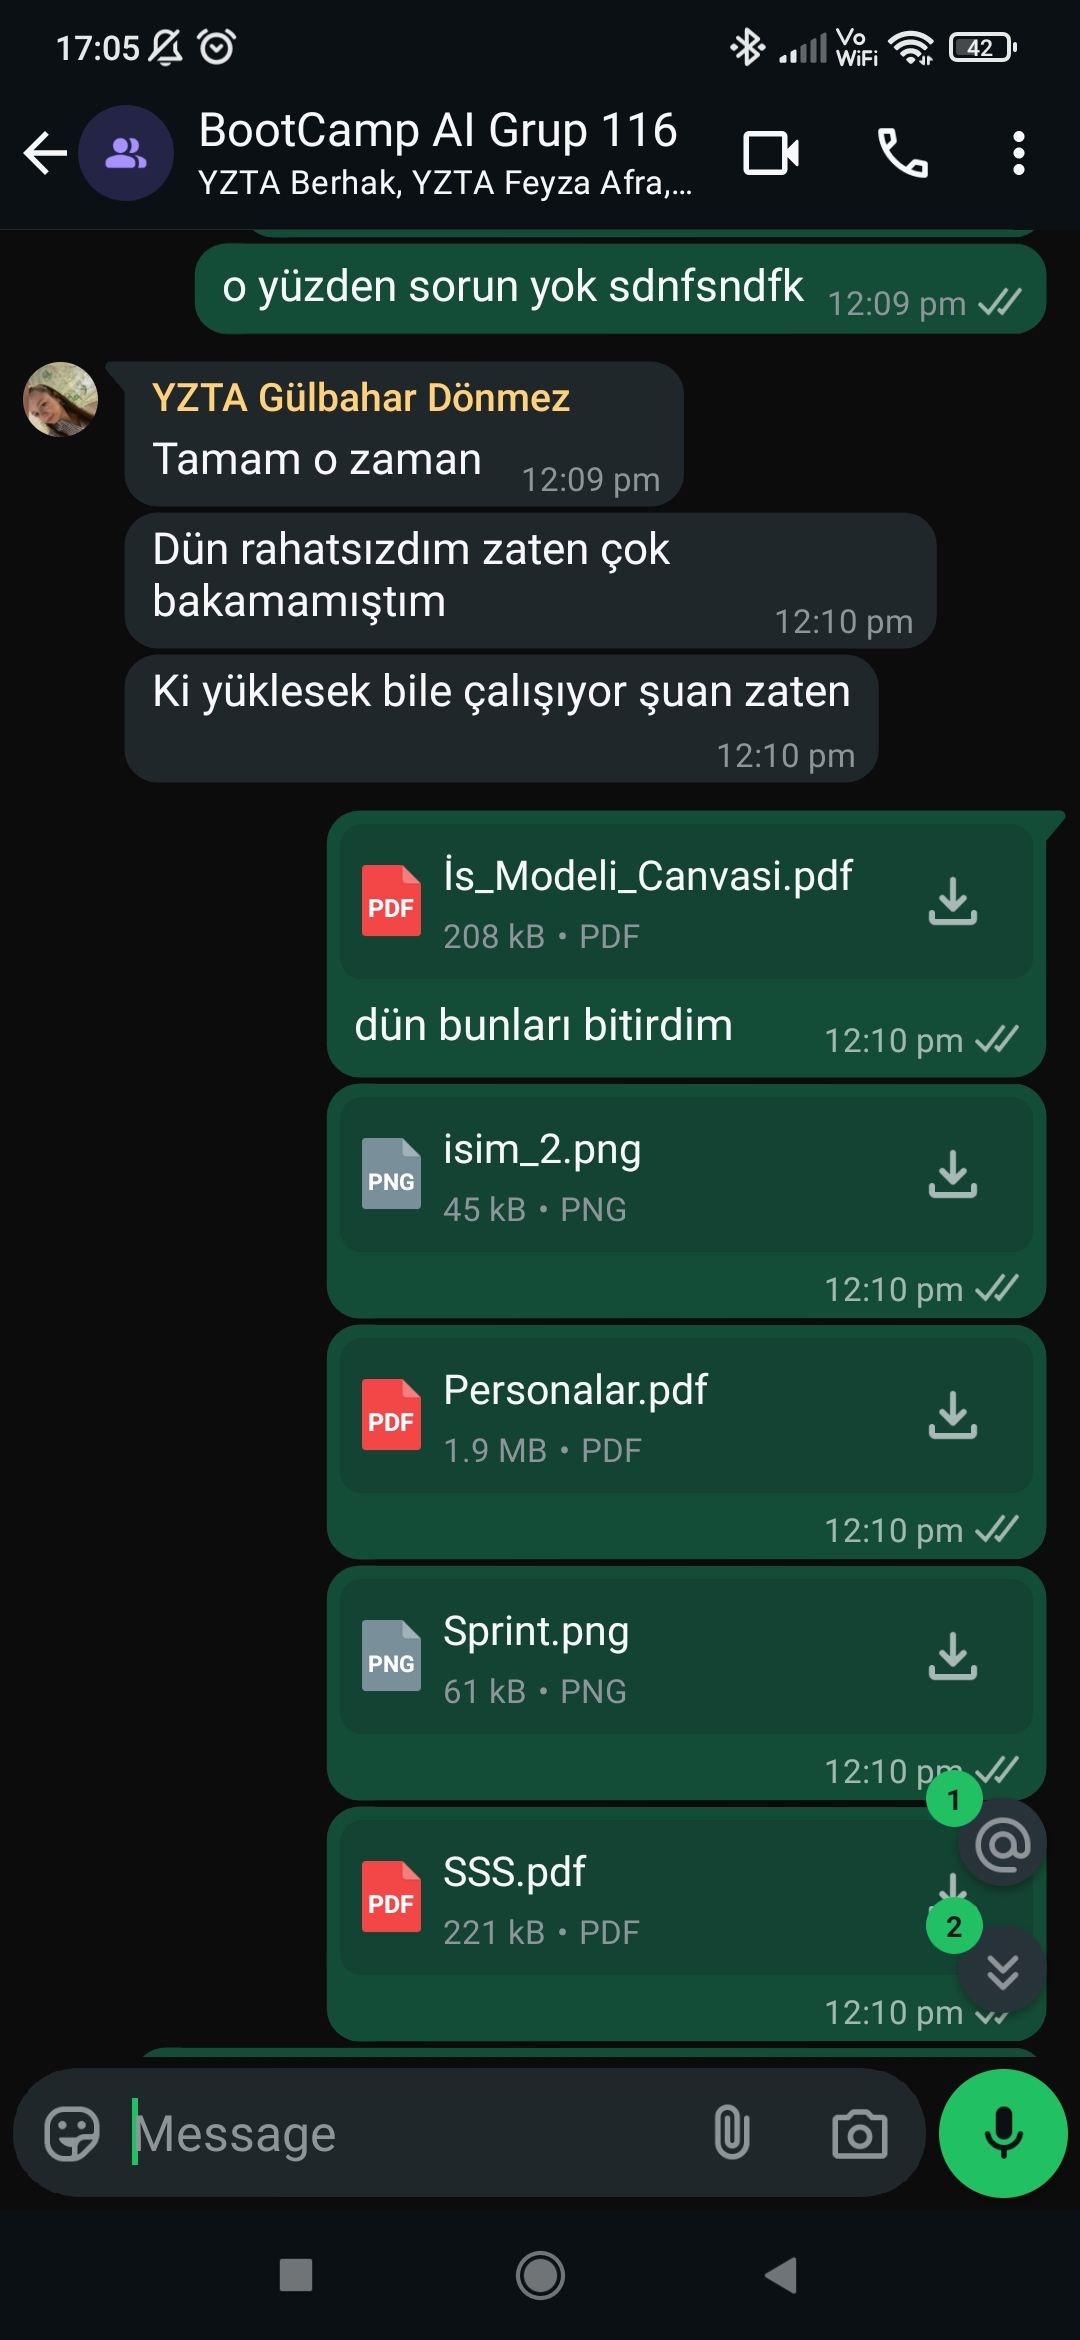 17:05
Vo
WiFi
42
BootCamp AI Grup 116
YZTA Berhak, YZTA Feyza Afra,...
o yüzden sorun yok sdnfsndfk
12:09 pm
YZTA Gülbahar Dönmez
Tamam o zaman
12:09 pm
Dün rahatsızdım zaten çok
bakamamıştım
12:10 pm
Ki yüklesek bile çalışıyor şuan zaten
12:10 pm
PDF
İs_Modeli_Canvasi.pdf
208 kB • PDF
dün bunları bitirdim
12:10 pm
PNG
isim_2.png
45 kB • PNG
12:10 pm
PDF
Personalar.pdf
1.9 MB • PDF
12:10 pm
PNG
Sprint.png
61 kB • PNG
12:10 pm
1
@
PDF
SSS.pdf
221 kB • PDF
2
12:10 pm
Message